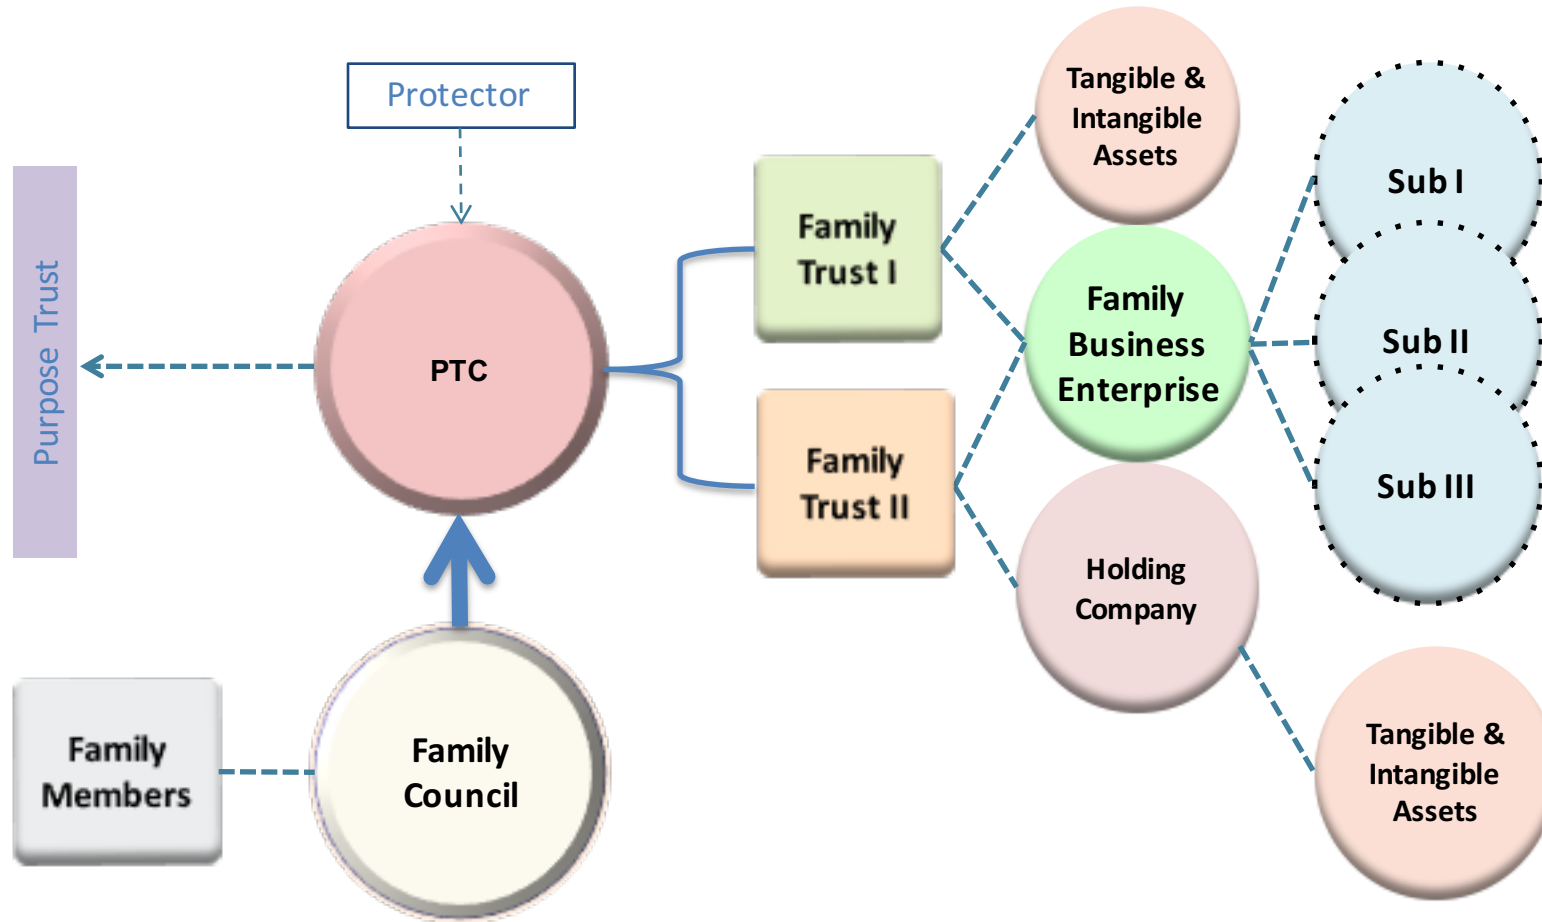 Protector
Purpose Trust
PTC
Family
Members
Family
Council
Family
Trust I
Family
Trust II
Tangible &
Intangible
Assets
Family
Business
Enterprise
Holding
Company
Sub I
Sub II
Sub III
Tangible &
Intangible
Assets